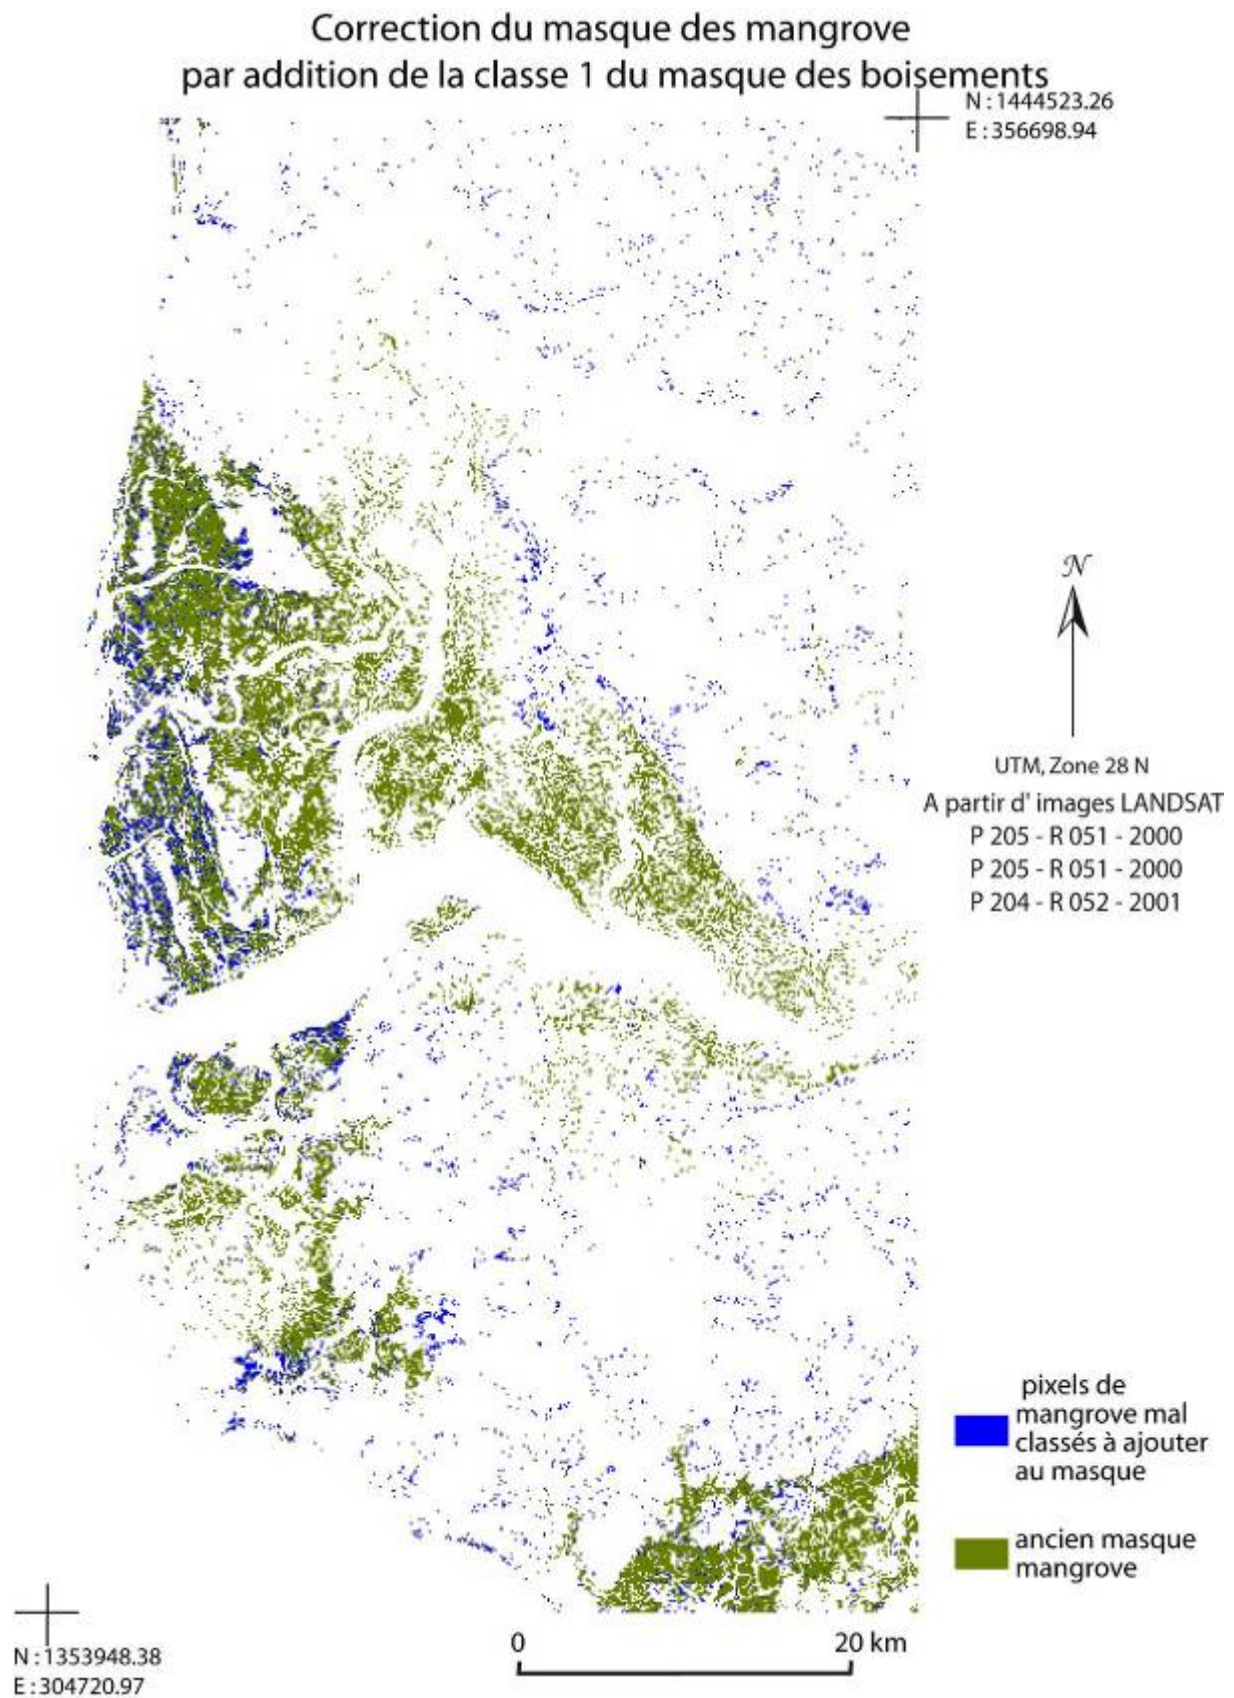 Correction du masque des mangrove
par addition de la classe 1 du masque des boisements
N : 1444523.26
E : 356698.94
N
UTM, Zone 28 N
A partir d' images LANDSAT
P 205 - R 051 - 2000
P 205 - R 051 - 2000
P 204 - R 052 - 2001
pixels de
mangrove mal
classés à ajouter
au masque
ancien masque
mangrove
0 20 km
N : 1353948.38
E : 304720.97